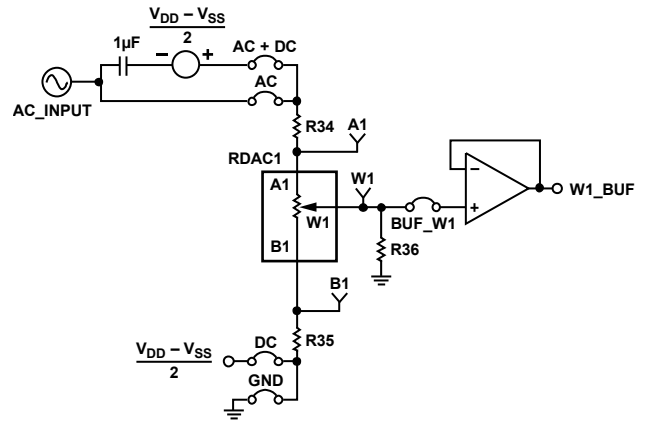 V_DD – V_SS
2
1µF
– +
AC + DC
AC
AC_INPUT
R34
A1
RDAC1
A1
W1
W1
B1
BUF_W1
–
+
W1_BUF
R36
B1
R35
V_DD – V_SS
2
DC
GND